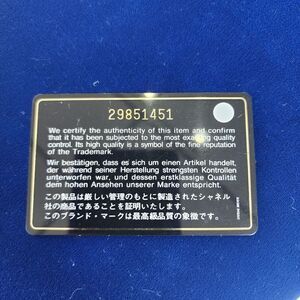 29851451
We certify the authenticity of this item and confirm
that it has been subjected to the most exacting quality
control. Its high quality is a symbol of the fine reputation
of the Trademark.
Wir bestätigen, dass es sich um einen Artikel handelt,
der während seiner Herstellung strengsten Kontrollen
unterworfen war, und dessen erstklassige Qualität
dem hohen Ansehen unserer Marke entspricht.
この製品は厳しい管理のもとに製造されたシャネル
社の商品であることを証明いたします。
このブランド・マークは最高級品質の象徴です。